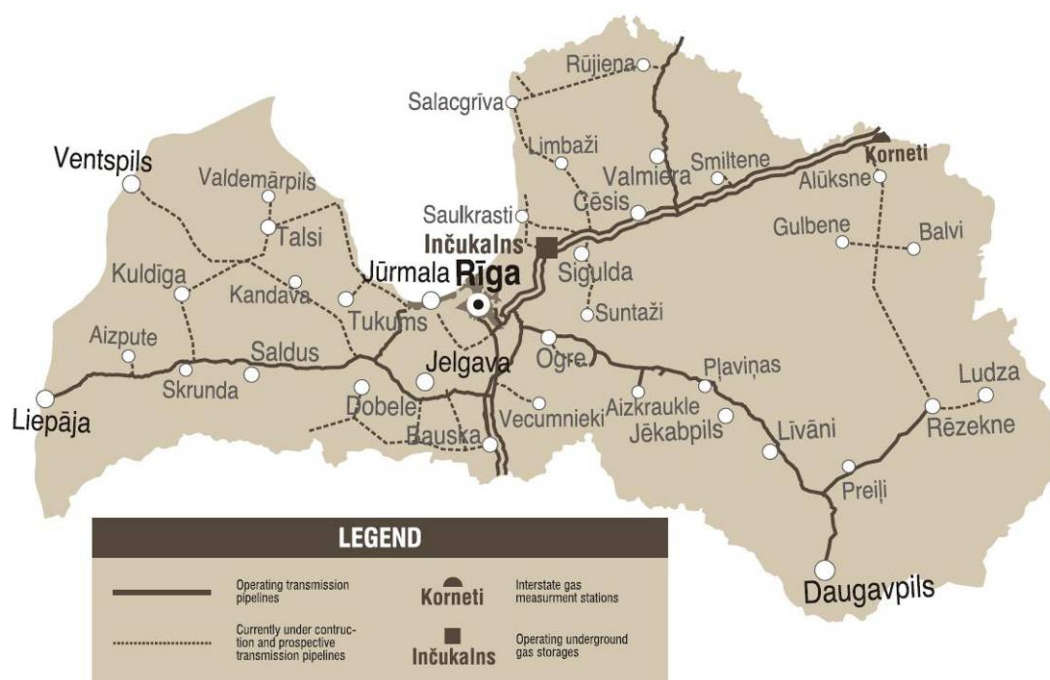 Rūjiena
Salacgrīva
Limbaži
Ventspils
Valmiera
Smiltene
Korneti
Valdemārpils
Alūksne
Saulkrasti
Cēsis
Gulbene
Balvi
Talsi
Inčukalns
Sigulda
Kuldīga
Jūrmala
Rīga
Kandava
Tukums
Suntaži
Aizpute
Saldus
Jelgava
Ogre
Pļaviņas
Ludza
Skrunda
Liepāja
Dobele
Vecumnieki
Aizkraukle
Jēkabpils
Līvāni
Rēzekne
Bauska
Preiļi
Daugavpils
LEGEND
Operating transmission
pipelines
Korneti
Interstate gas
measurment stations
Currently under contruc-
tion and prospective
transmission pipelines
Inčukalns
Operating underground
gas storages